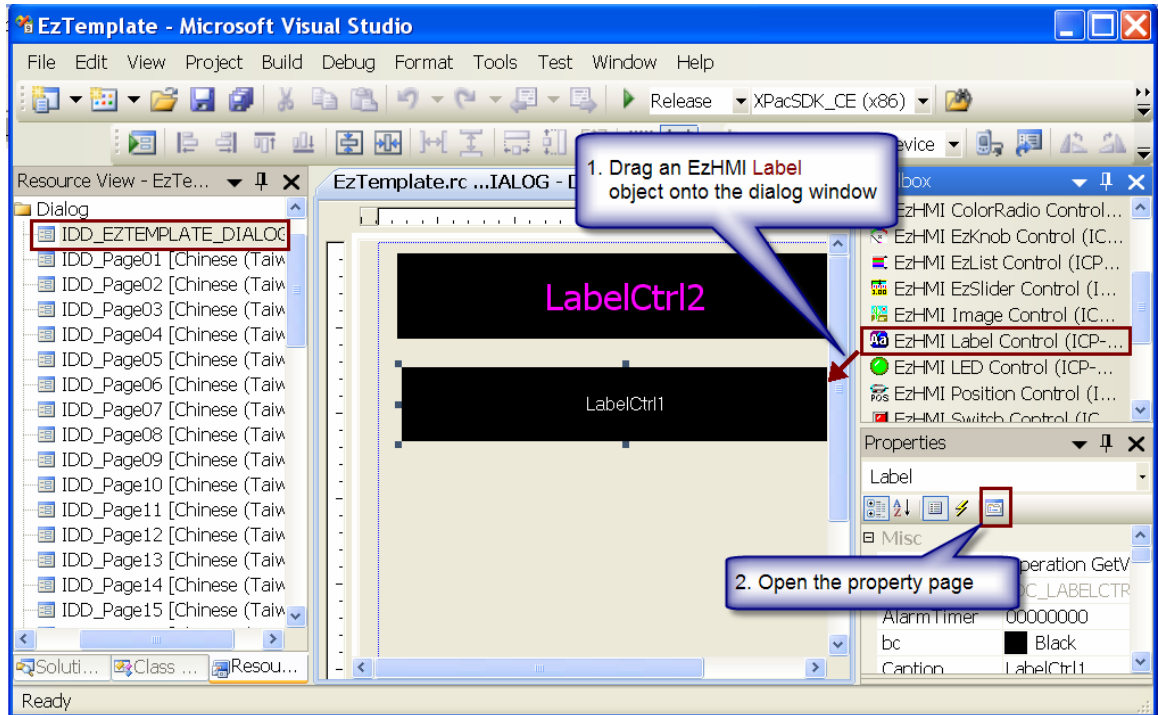 EzTemplate - Microsoft Visual Studio
File Edit View Project Build Debug Format Tools Test Window Help
Release XPacSDK_CE (x86)
evice
Resource View - EzTe...
EzTemplate.rc ...IALOG - D
box
1. Drag an EzHMI Label
object onto the dialog window
Dialog
IDD_EZTEMPLATE_DIALOG
IDD_Page01 [Chinese (Taiw
IDD_Page02 [Chinese (Taiw
IDD_Page03 [Chinese (Taiw
IDD_Page04 [Chinese (Taiw
IDD_Page05 [Chinese (Taiw
IDD_Page06 [Chinese (Taiw
IDD_Page07 [Chinese (Taiw
IDD_Page08 [Chinese (Taiw
IDD_Page09 [Chinese (Taiw
IDD_Page10 [Chinese (Taiw
IDD_Page11 [Chinese (Taiw
IDD_Page12 [Chinese (Taiw
IDD_Page13 [Chinese (Taiw
IDD_Page14 [Chinese (Taiw
IDD_Page15 [Chinese (Taiw
Soluti... Class ... Resou...
LabelCtrl2
LabelCtrl1
EzHMI ColorRadio Control...
EzHMI EzKnob Control (IC...
EzHMI EzList Control (ICP...
EzHMI EzSlider Control (I...
EzHMI Image Control (IC...
EzHMI Label Control (ICP-...
EzHMI LED Control (ICP-...
EzHMI Position Control (I...
EzHMI Switch Control (IC
Properties
Label
Misc
2. Open the property page
peration GetV
OC_LABELCTR
AlarmTimer 00000000
bc Black
Caption LabelCtrl1
Ready